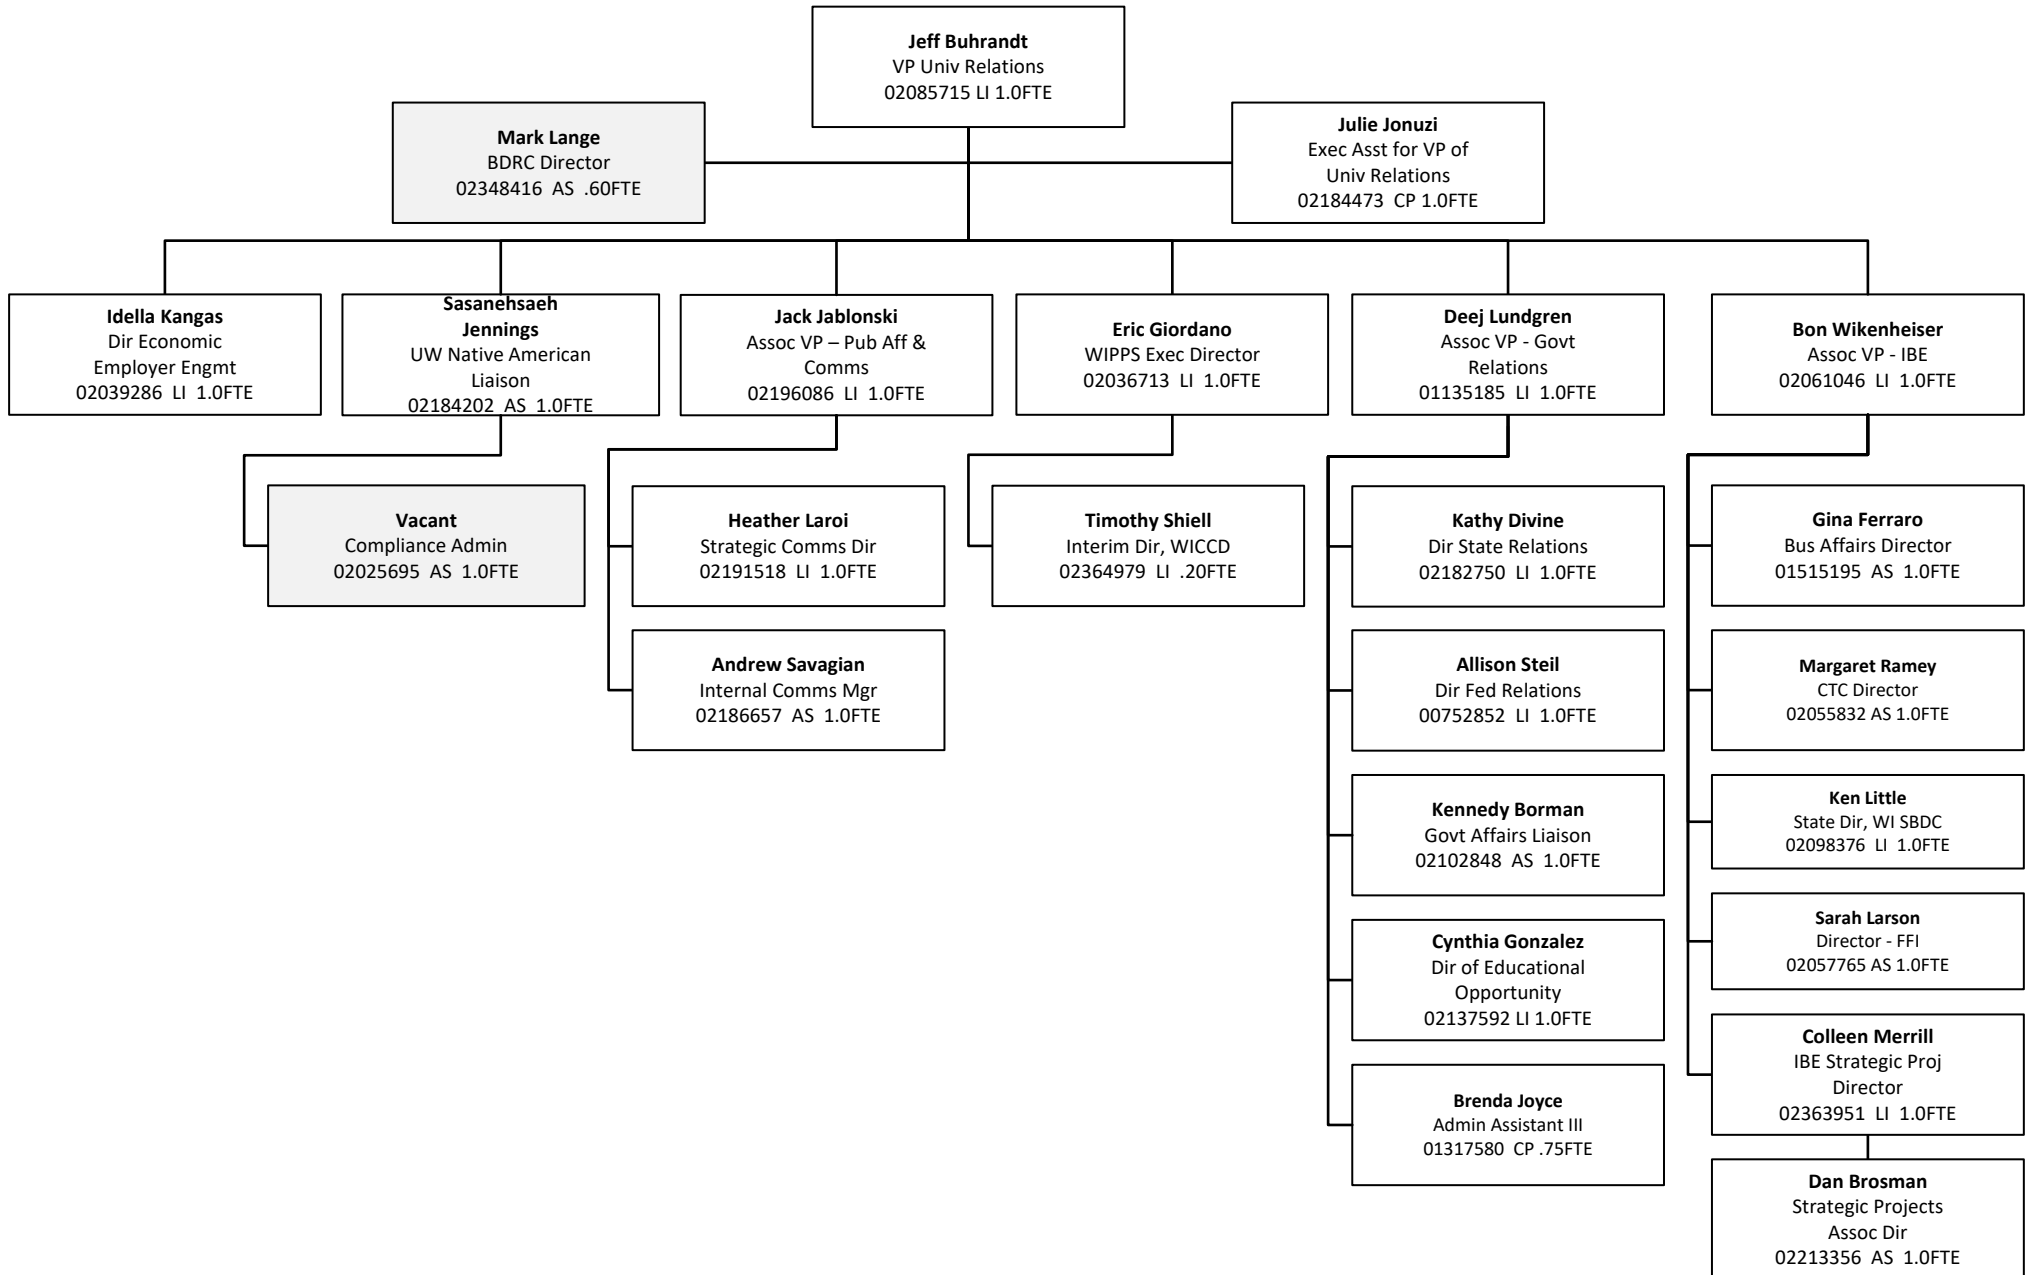 Jeff Buhrandt
VP Univ Relations
02085715 LI 1.0FTE
Mark Lange
BDRC Director
02348416 AS .60FTE
Julie Jonuzi
Exec Asst for VP of
Univ Relations
02184473 CP 1.0FTE
Idella Kangas
Dir Economic
Employer Engmt
02039286 LI 1.0FTE
Sasanehsaeh
Jennings
UW Native American
Liaison
02184202 AS 1.0FTE
Jack Jablonski
Assoc VP – Pub Aff &
Comms
02196086 LI 1.0FTE
Eric Giordano
WIPPS Exec Director
02036713 LI 1.0FTE
Deej Lundgren
Assoc VP - Govt
Relations
01135185 LI 1.0FTE
Bon Wikenheiser
Assoc VP - IBE
02061046 LI 1.0FTE
Vacant
Compliance Admin
02025695 AS 1.0FTE
Heather Laroi
Strategic Comms Dir
02191518 LI 1.0FTE
Andrew Savagian
Internal Comms Mgr
02186657 AS 1.0FTE
Timothy Shiell
Interim Dir, WICCD
02364979 LI .20FTE
Kathy Divine
Dir State Relations
02182750 LI 1.0FTE
Allison Steil
Dir Fed Relations
00752852 LI 1.0FTE
Kennedy Borman
Govt Affairs Liaison
02102848 AS 1.0FTE
Cynthia Gonzalez
Dir of Educational
Opportunity
02137592 LI 1.0FTE
Brenda Joyce
Admin Assistant III
01317580 CP .75FTE
Gina Ferraro
Bus Affairs Director
01515195 AS 1.0FTE
Margaret Ramey
CTC Director
02055832 AS 1.0FTE
Ken Little
State Dir, WI SBDC
02098376 LI 1.0FTE
Sarah Larson
Director - FFI
02057765 AS 1.0FTE
Colleen Merrill
IBE Strategic Proj
Director
02363951 LI 1.0FTE
Dan Brosman
Strategic Projects
Assoc Dir
02213356 AS 1.0FTE